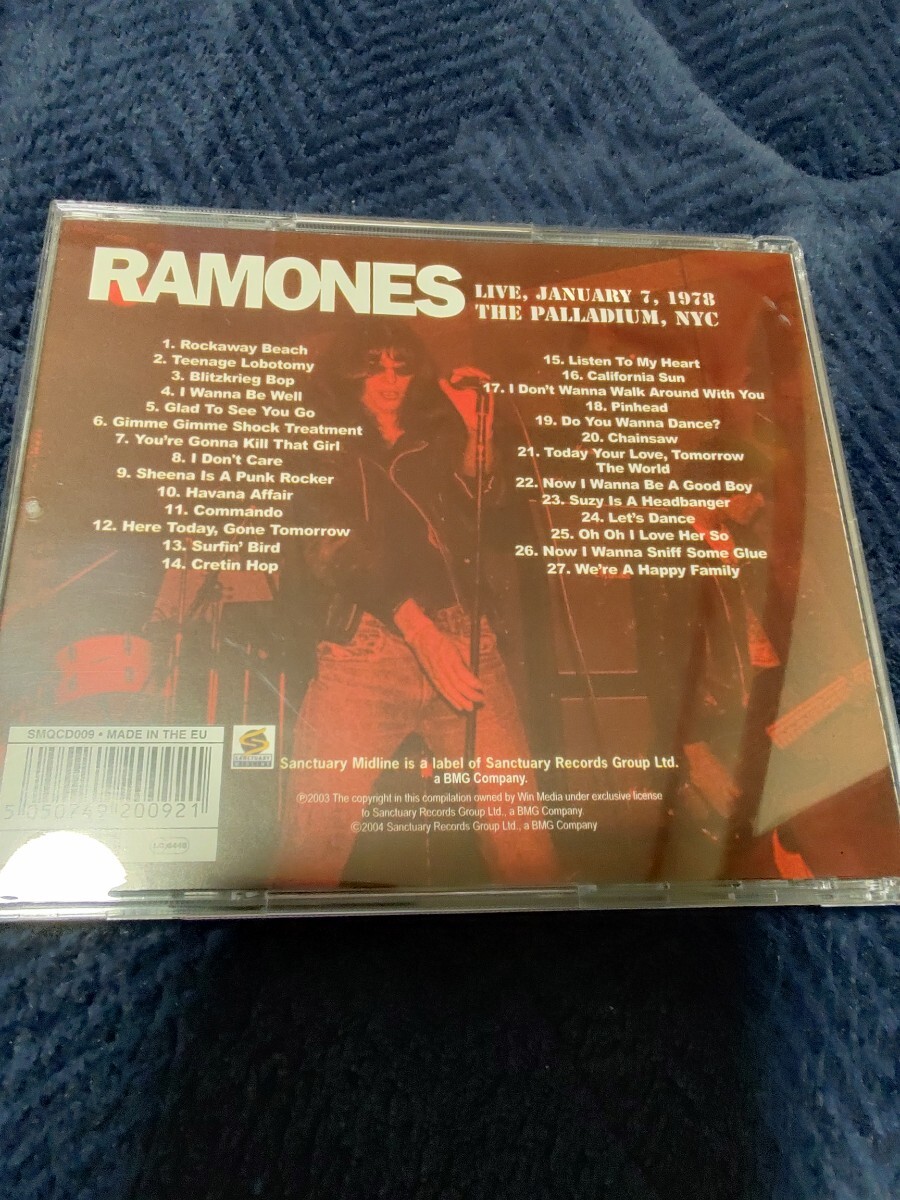 RAMONES
LIVE, JANUARY 7, 1978
THE PALLADIUM, NYC
1. Rockaway Beach
2. Teenage Lobotomy
3. Blitzkrieg Bop
4. I Wanna Be Well
5. Glad To See You Go
6. Gimme Gimme Shock Treatment
7. You're Gonna Kill That Girl
8. I Don't Care
9. Sheena Is A Punk Rocker
10. Havana Affair
11. Commando
12. Here Today, Gone Tomorrow
13. Surfin' Bird
14. Cretin Hop
15. Listen To My Heart
16. California Sun
17. I Don't Wanna Walk Around With You
18. Pinhead
19. Do You Wanna Dance?
20. Chainsaw
21. Today Your Love, Tomorrow
The World
22. Now I Wanna Be A Good Boy
23. Suzy Is A Headbanger
24. Let's Dance
25. Oh Oh I Love Her So
26. Now I Wanna Sniff Some Glue
27. We're A Happy Family
SMQCD009 • MADE IN THE EU
SANCTUARY
MIDLINE
Sanctuary Midline is a label of Sanctuary Records Group Ltd.
a BMG Company.
℗2003 The copyright in this compilation owned by Win Media under exclusive license
to Sanctuary Records Group Ltd., a BMG Company.
©2004 Sanctuary Records Group Ltd., a BMG Company